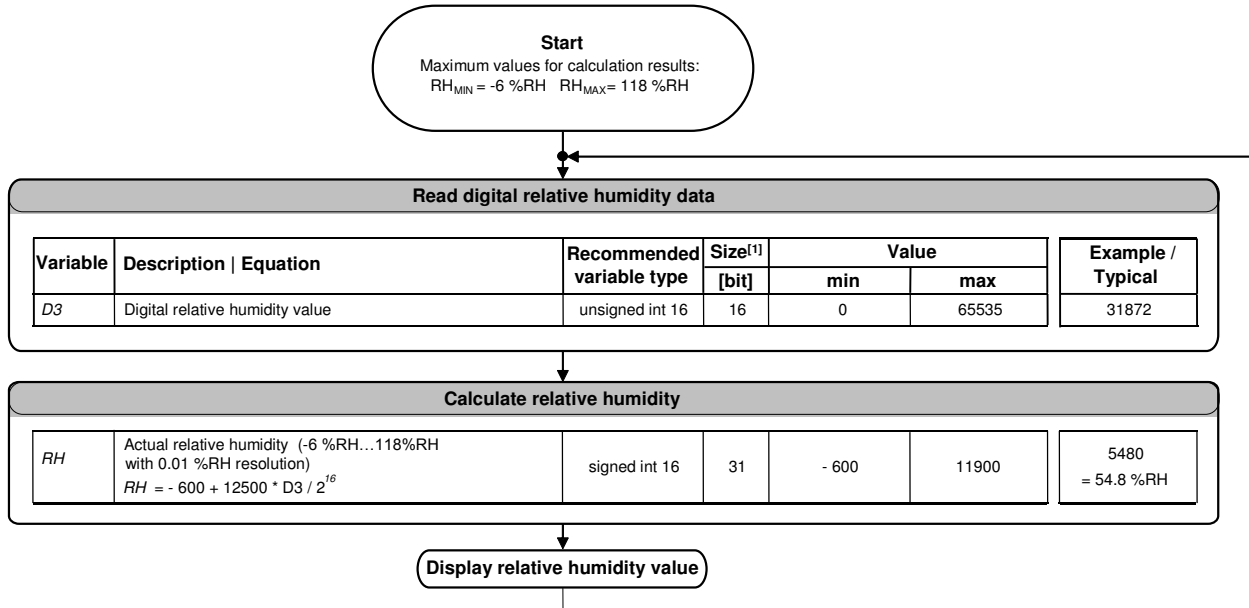 Start
Maximum values for calculation results:
RHMIN = -6 %RH RHMAX= 118 %RH
Read digital relative humidity data
Variable Description | Equation Recommended variable type Size[1] [bit] Value min max Example / Typical
D3 Digital relative humidity value unsigned int 16 16 0 65535 31872
Calculate relative humidity
RH Actual relative humidity (-6 %RH…118%RH
with 0.01 %RH resolution)
RH = - 600 + 12500 * D3 / 2^16
signed int 16 31 - 600 11900 5480
= 54.8 %RH
Display relative humidity value